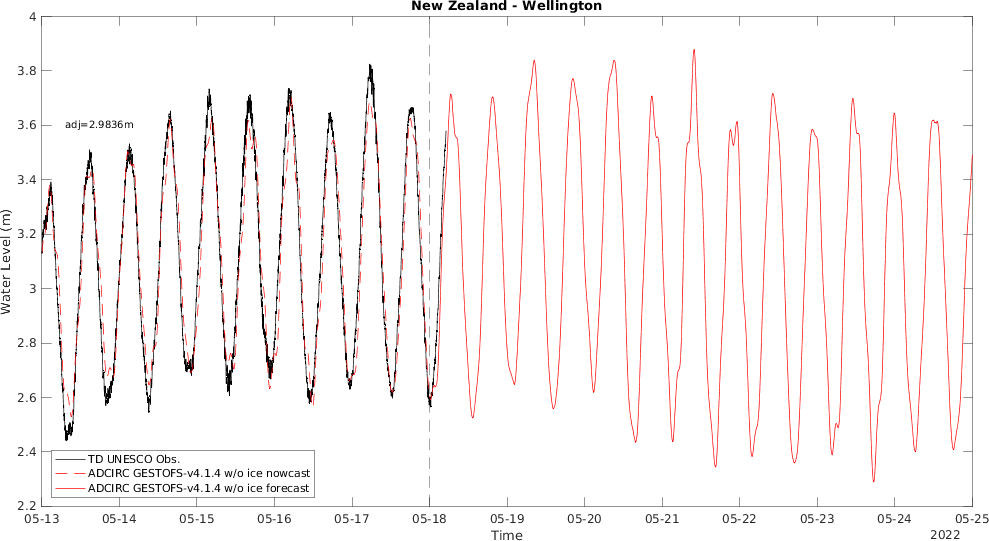 New Zealand - Wellington
4
3.8
3.6
3.4
3.2
3
2.8
2.6
2.4
2.2
Water Level (m)
adj=2.9836m
TD UNESCO Obs.
ADCIRC GESTOFS-v4.1.4 w/o ice nowcast
ADCIRC GESTOFS-v4.1.4 w/o ice forecast
05-13 05-14 05-15 05-16 05-17 05-18 05-19 05-20 05-21 05-22 05-23 05-24 05-25
Time
2022